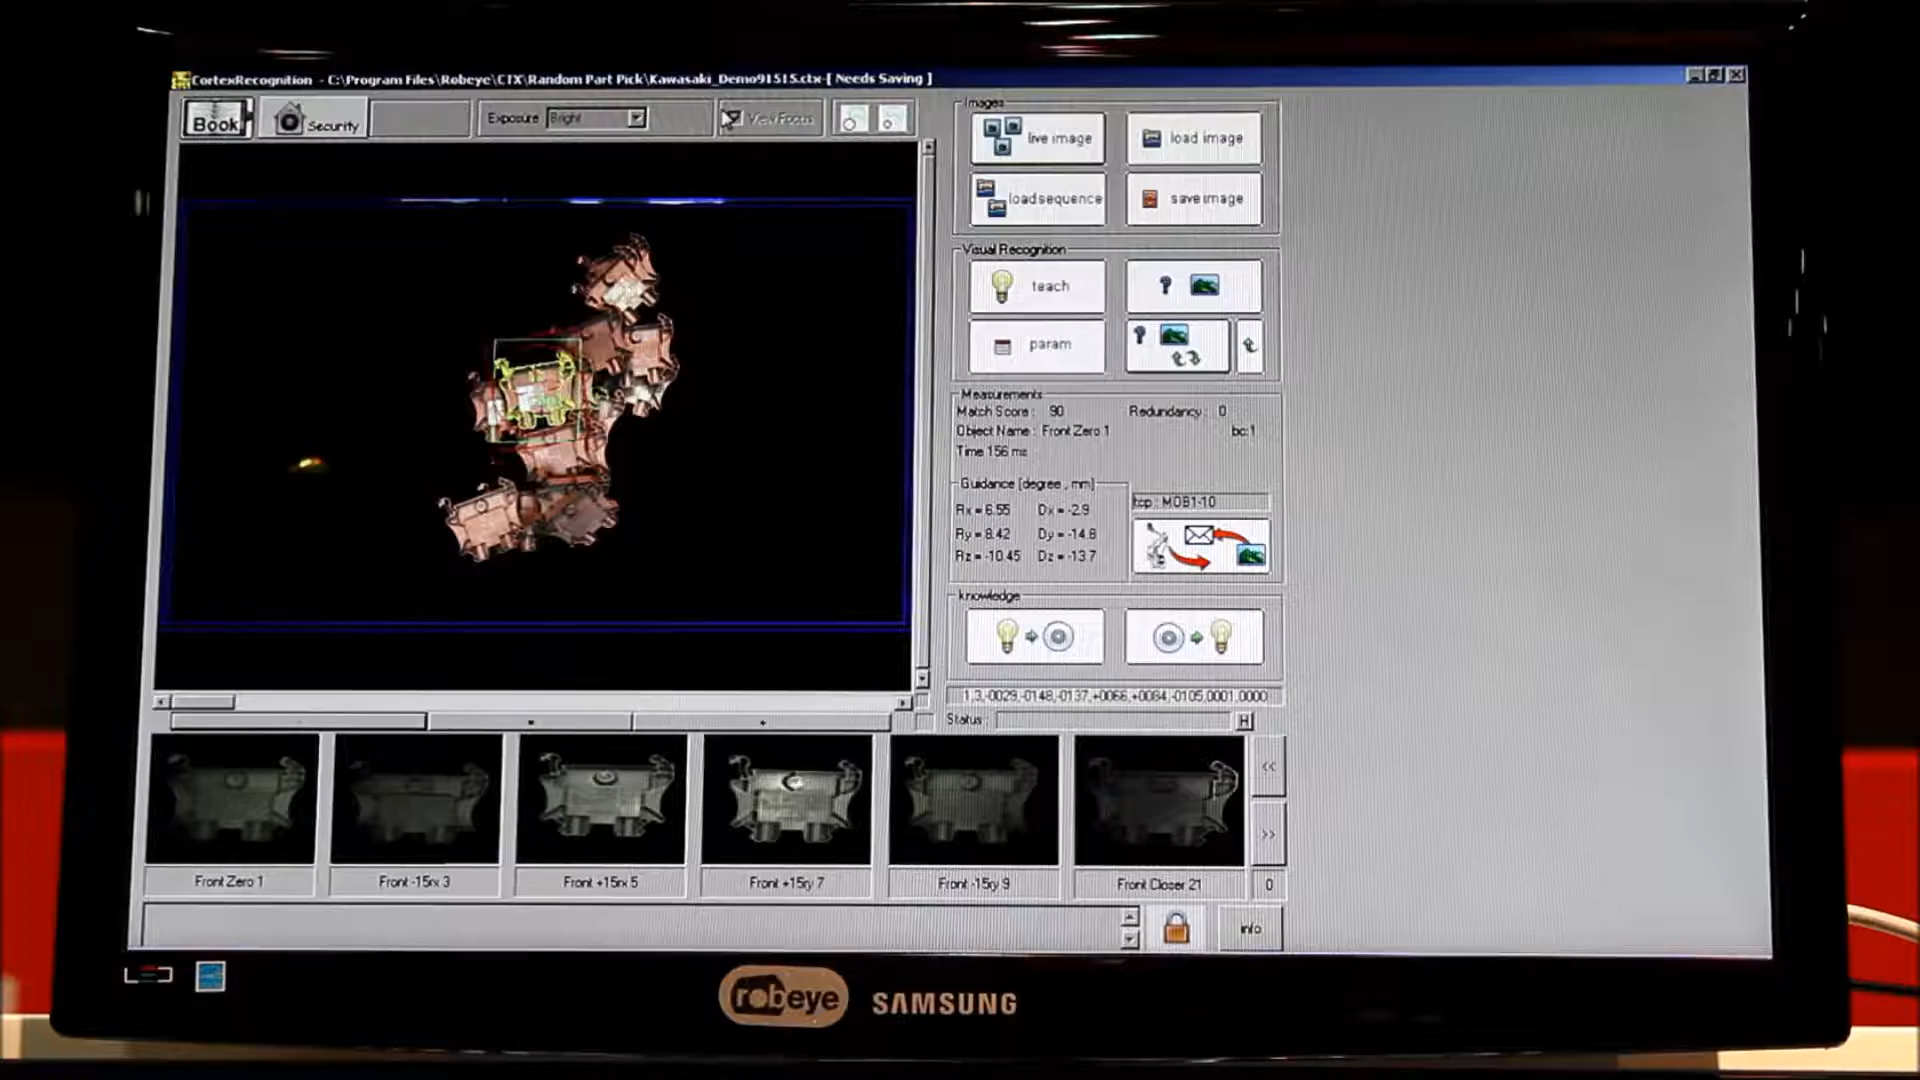 CortexRecognition - C:\Program Files\Robeye\CTX\Random Part Pick\Kawasaki_Demo91515.ctx-[ Needs Saving ]
Book
Security
Exposure
Bright
View Focus
Images
live image
load image
load sequence
save image
Visual Recognition
teach
param
Measurements
Match Score : 90
Redundancy : 0
Object Name : Front Zero 1
bc:1
Time 156 ms
Guidance [degree , mm]
Rx = 6.55 Dx = -2.9
Ry = 8.42 Dy = -14.8
Rz = -10.45 Dz = -13.7
tcp : MOB1-10
knowledge
1,3,-0029,-0148,-0137,+0066,+0084,-0105,0001,0000
Status :
H
<<
>>
Front Zero 1
Front -15rx 3
Front +15rx 5
Front +15ry 7
Front -15ry 9
Front Closer 21
0
info
robeye
SAMSUNG